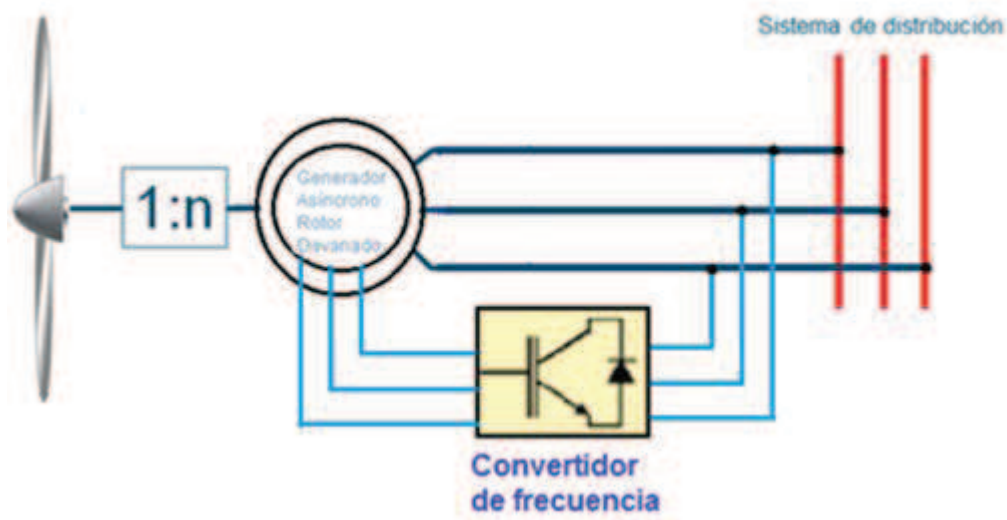 Sistema de distribución
1:n
Generador
Asíncrono
Rotor
Devanado
Convertidor
de frecuencia